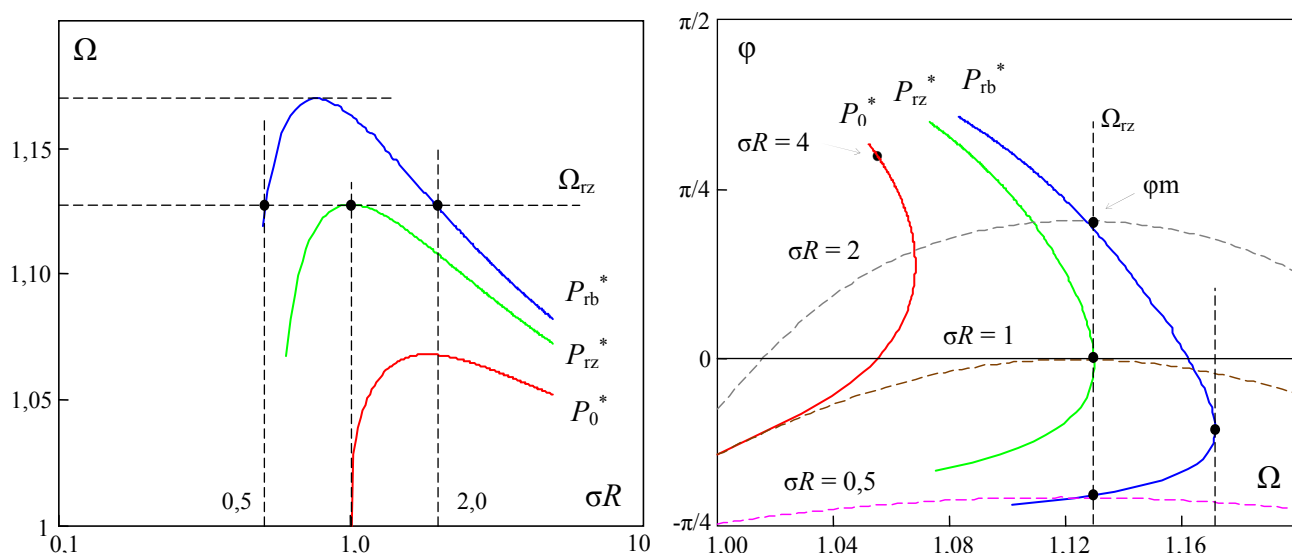 Ω
1,15
Ω_rz
1,10
P_rb^*
P_rz^*
1,05
P_0^*
0,5
2,0
σR
1
0,1
1,0
10
π/2
φ
P_0^*
P_rz^*
P_rb^*
Ω_rz
σR = 4
π/4
φm
σR = 2
σR = 1
0
σR = 0,5
Ω
-π/4
1.00
1.04
1.08
1.12
1,16